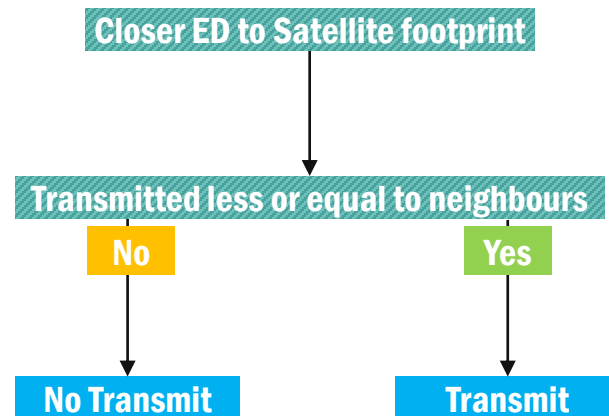 Closer ED to Satellite footprint
Transmitted less or equal to neighbours
No
Yes
No Transmit
Transmit